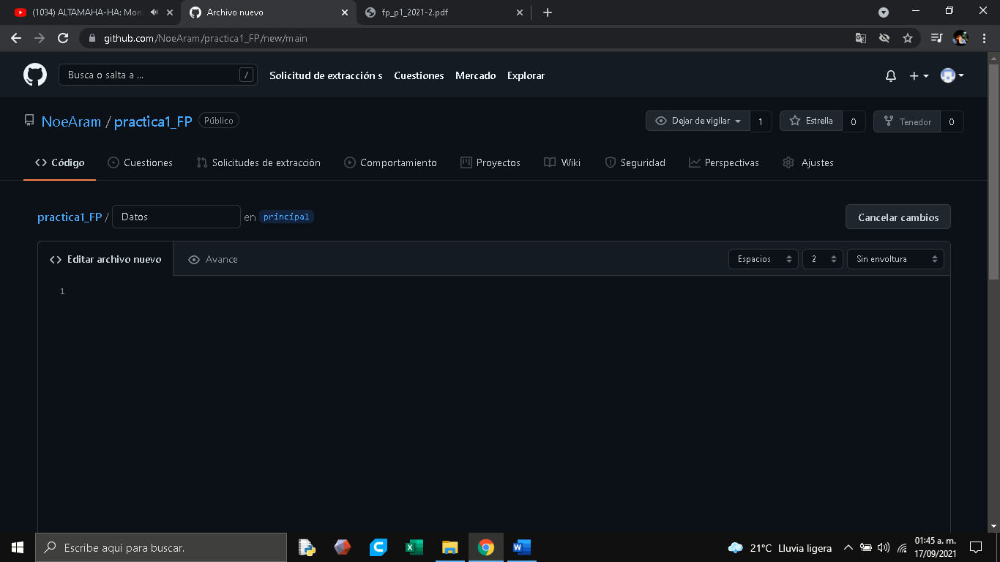 (1034) ALTAMAHA-HA: Mon
Archivo nuevo
fp_p1_2021-2.pdf
github.com/NoeAram/practica1_FP/new/main
Busca o salta a ...
/
Solicitud de extracción s
Cuestiones
Mercado
Explorar
NoeAram / practica1_FP
Público
Dejar de vigilar
1
Estrella
0
Tenedor
0
Código
Cuestiones
Solicitudes de extracción
Comportamiento
Proyectos
Wiki
Seguridad
Perspectivas
Ajustes
practica1_FP / Datos en principal
Cancelar cambios
Editar archivo nuevo
Avance
Espacios
2
Sin envoltura
1
Escribe aquí para buscar.
21°C Lluvia ligera
01:45 a. m.
17/09/2021